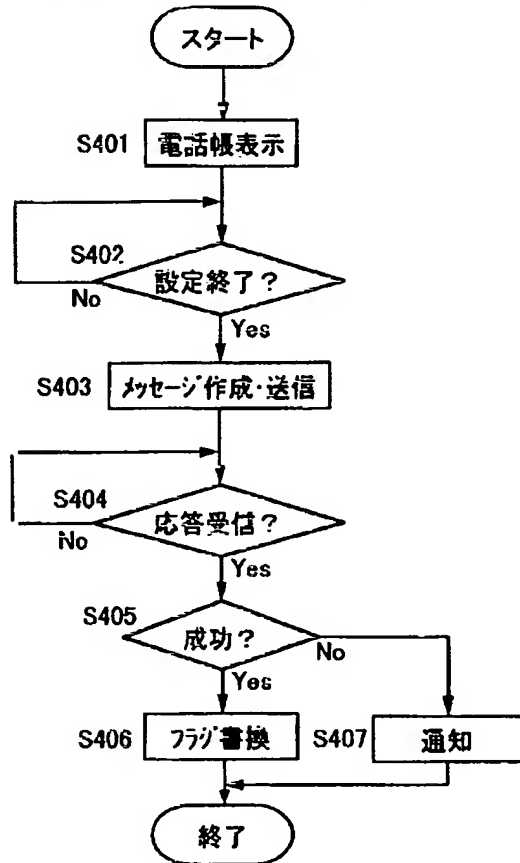 スタート
S401 電話帳表示
S402
設定終了？
No
Yes
S403 メッセージ作成・送信
S404
応答受信？
No
Yes
S405
成功？
No
Yes
S406 フラグ書換 S407 通知
終了